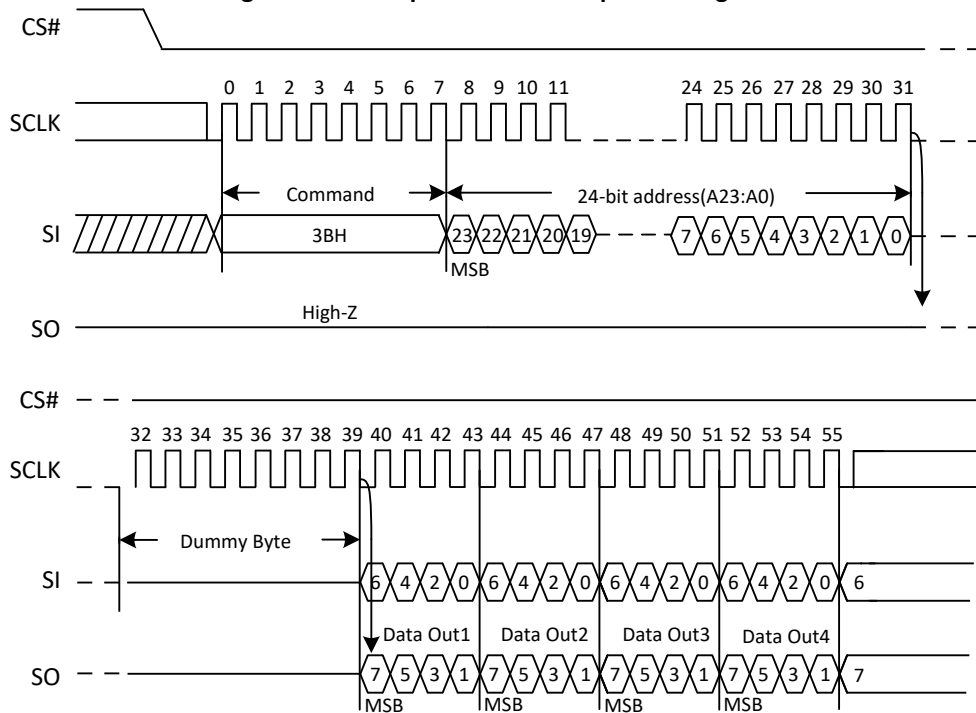 CS#
0 1 2 3 4 5 6 7 8 9 10 11 24 25 26 27 28 29 30 31
SCLK
Command 24-bit address(A23:A0)
SI 3BH 23 22 21 20 19 7 6 5 4 3 2 1 0
MSB
High-Z
SO
CS#
32 33 34 35 36 37 38 39 40 41 42 43 44 45 46 47 48 49 50 51 52 53 54 55
SCLK
Dummy Byte
SI 6 4 2 0 6 4 2 0 6 4 2 0 6 4 2 0 6
Data Out1 Data Out2 Data Out3 Data Out4
SO 7 5 3 1 7 5 3 1 7 5 3 1 7 5 3 1 7
MSB MSB MSB MSB